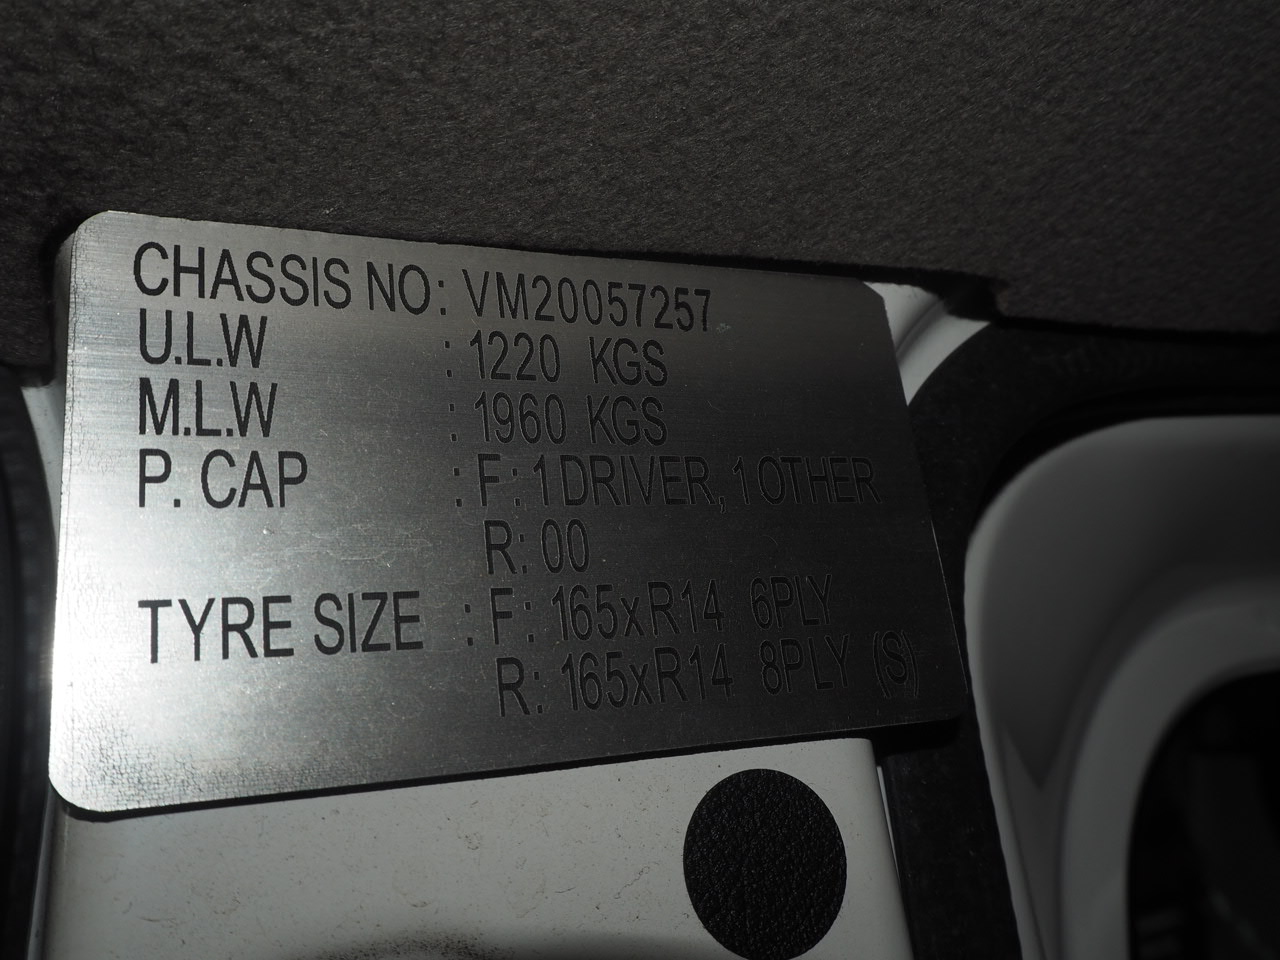 CHASSIS NO: VM20057257
U.L.W : 1220 KGS
M.L.W : 1960 KGS
P. CAP : F: 1 DRIVER, 1 OTHER
R: 00
TYRE SIZE : F: 165xR14 6PLY
R: 165xR14 8PLY (S)